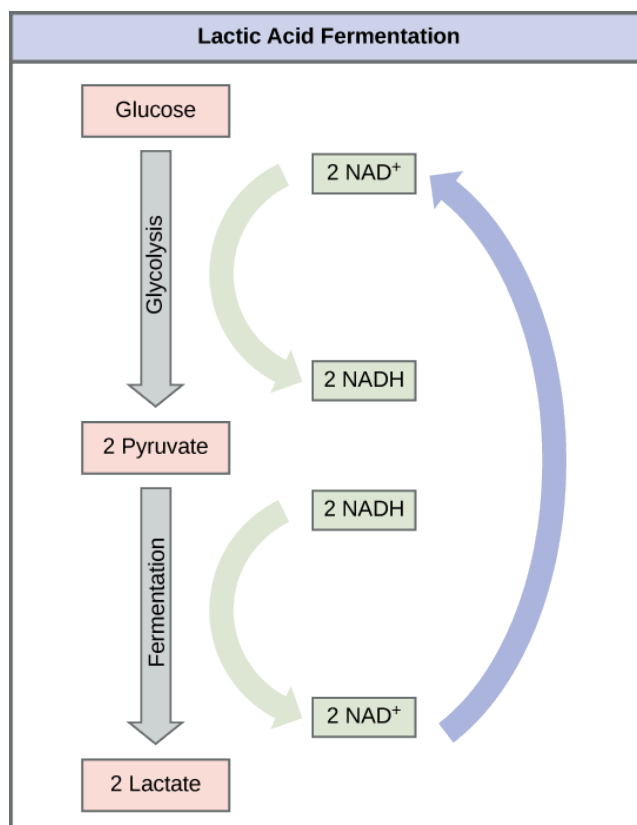 Lactic Acid Fermentation
Glucose
2 NAD⁺
Glycolysis
2 NADH
2 Pyruvate
2 NADH
Fermentation
2 NAD⁺
2 Lactate